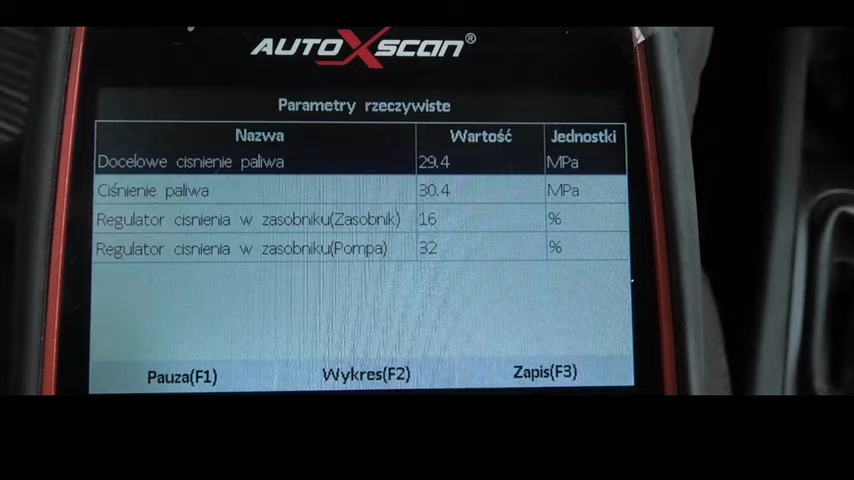 AUTOXSCAN®
Parametry rzeczywiste
Nazwa Wartość Jednostki
Docelowe cisnienie paliwa 29.4 MPa
Ciśnienie paliwa 30.4 MPa
Regulator cisnienia w zasobniku(Zasobnik) 16 %
Regulator cisnienia w zasobniku(Pompa) 32 %
Pauza(F1) Wykres(F2) Zapis(F3)